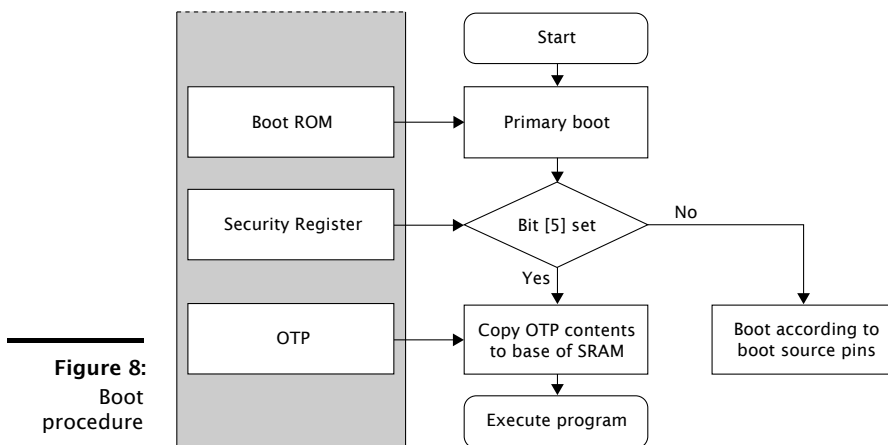 Start
Boot ROM
Primary boot
Security Register
Bit [5] set
No
Yes
OTP
Copy OTP contents
to base of SRAM
Boot according to
boot source pins
Execute program
Figure 8:
Boot
procedure